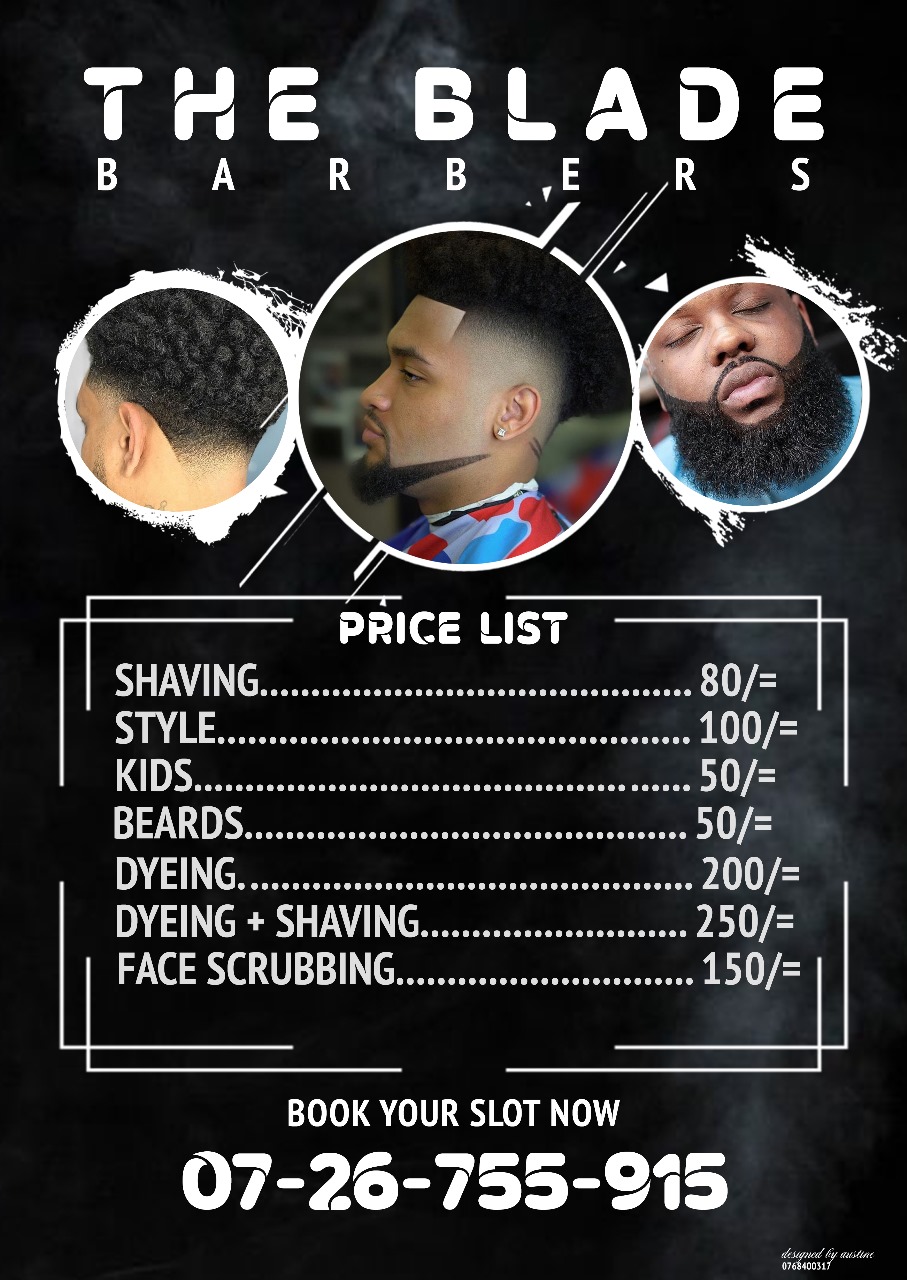 THE BLADE
BARBERS
PRICE LIST
SHAVING.......................................... 80/=
STYLE.............................................. 100/=
KIDS................................................ 50/=
BEARDS........................................... 50/=
DYEING............................................ 200/=
DYEING + SHAVING.......................... 250/=
FACE SCRUBBING............................. 150/=
BOOK YOUR SLOT NOW
07-26-755-915
designed by austine
0768400317